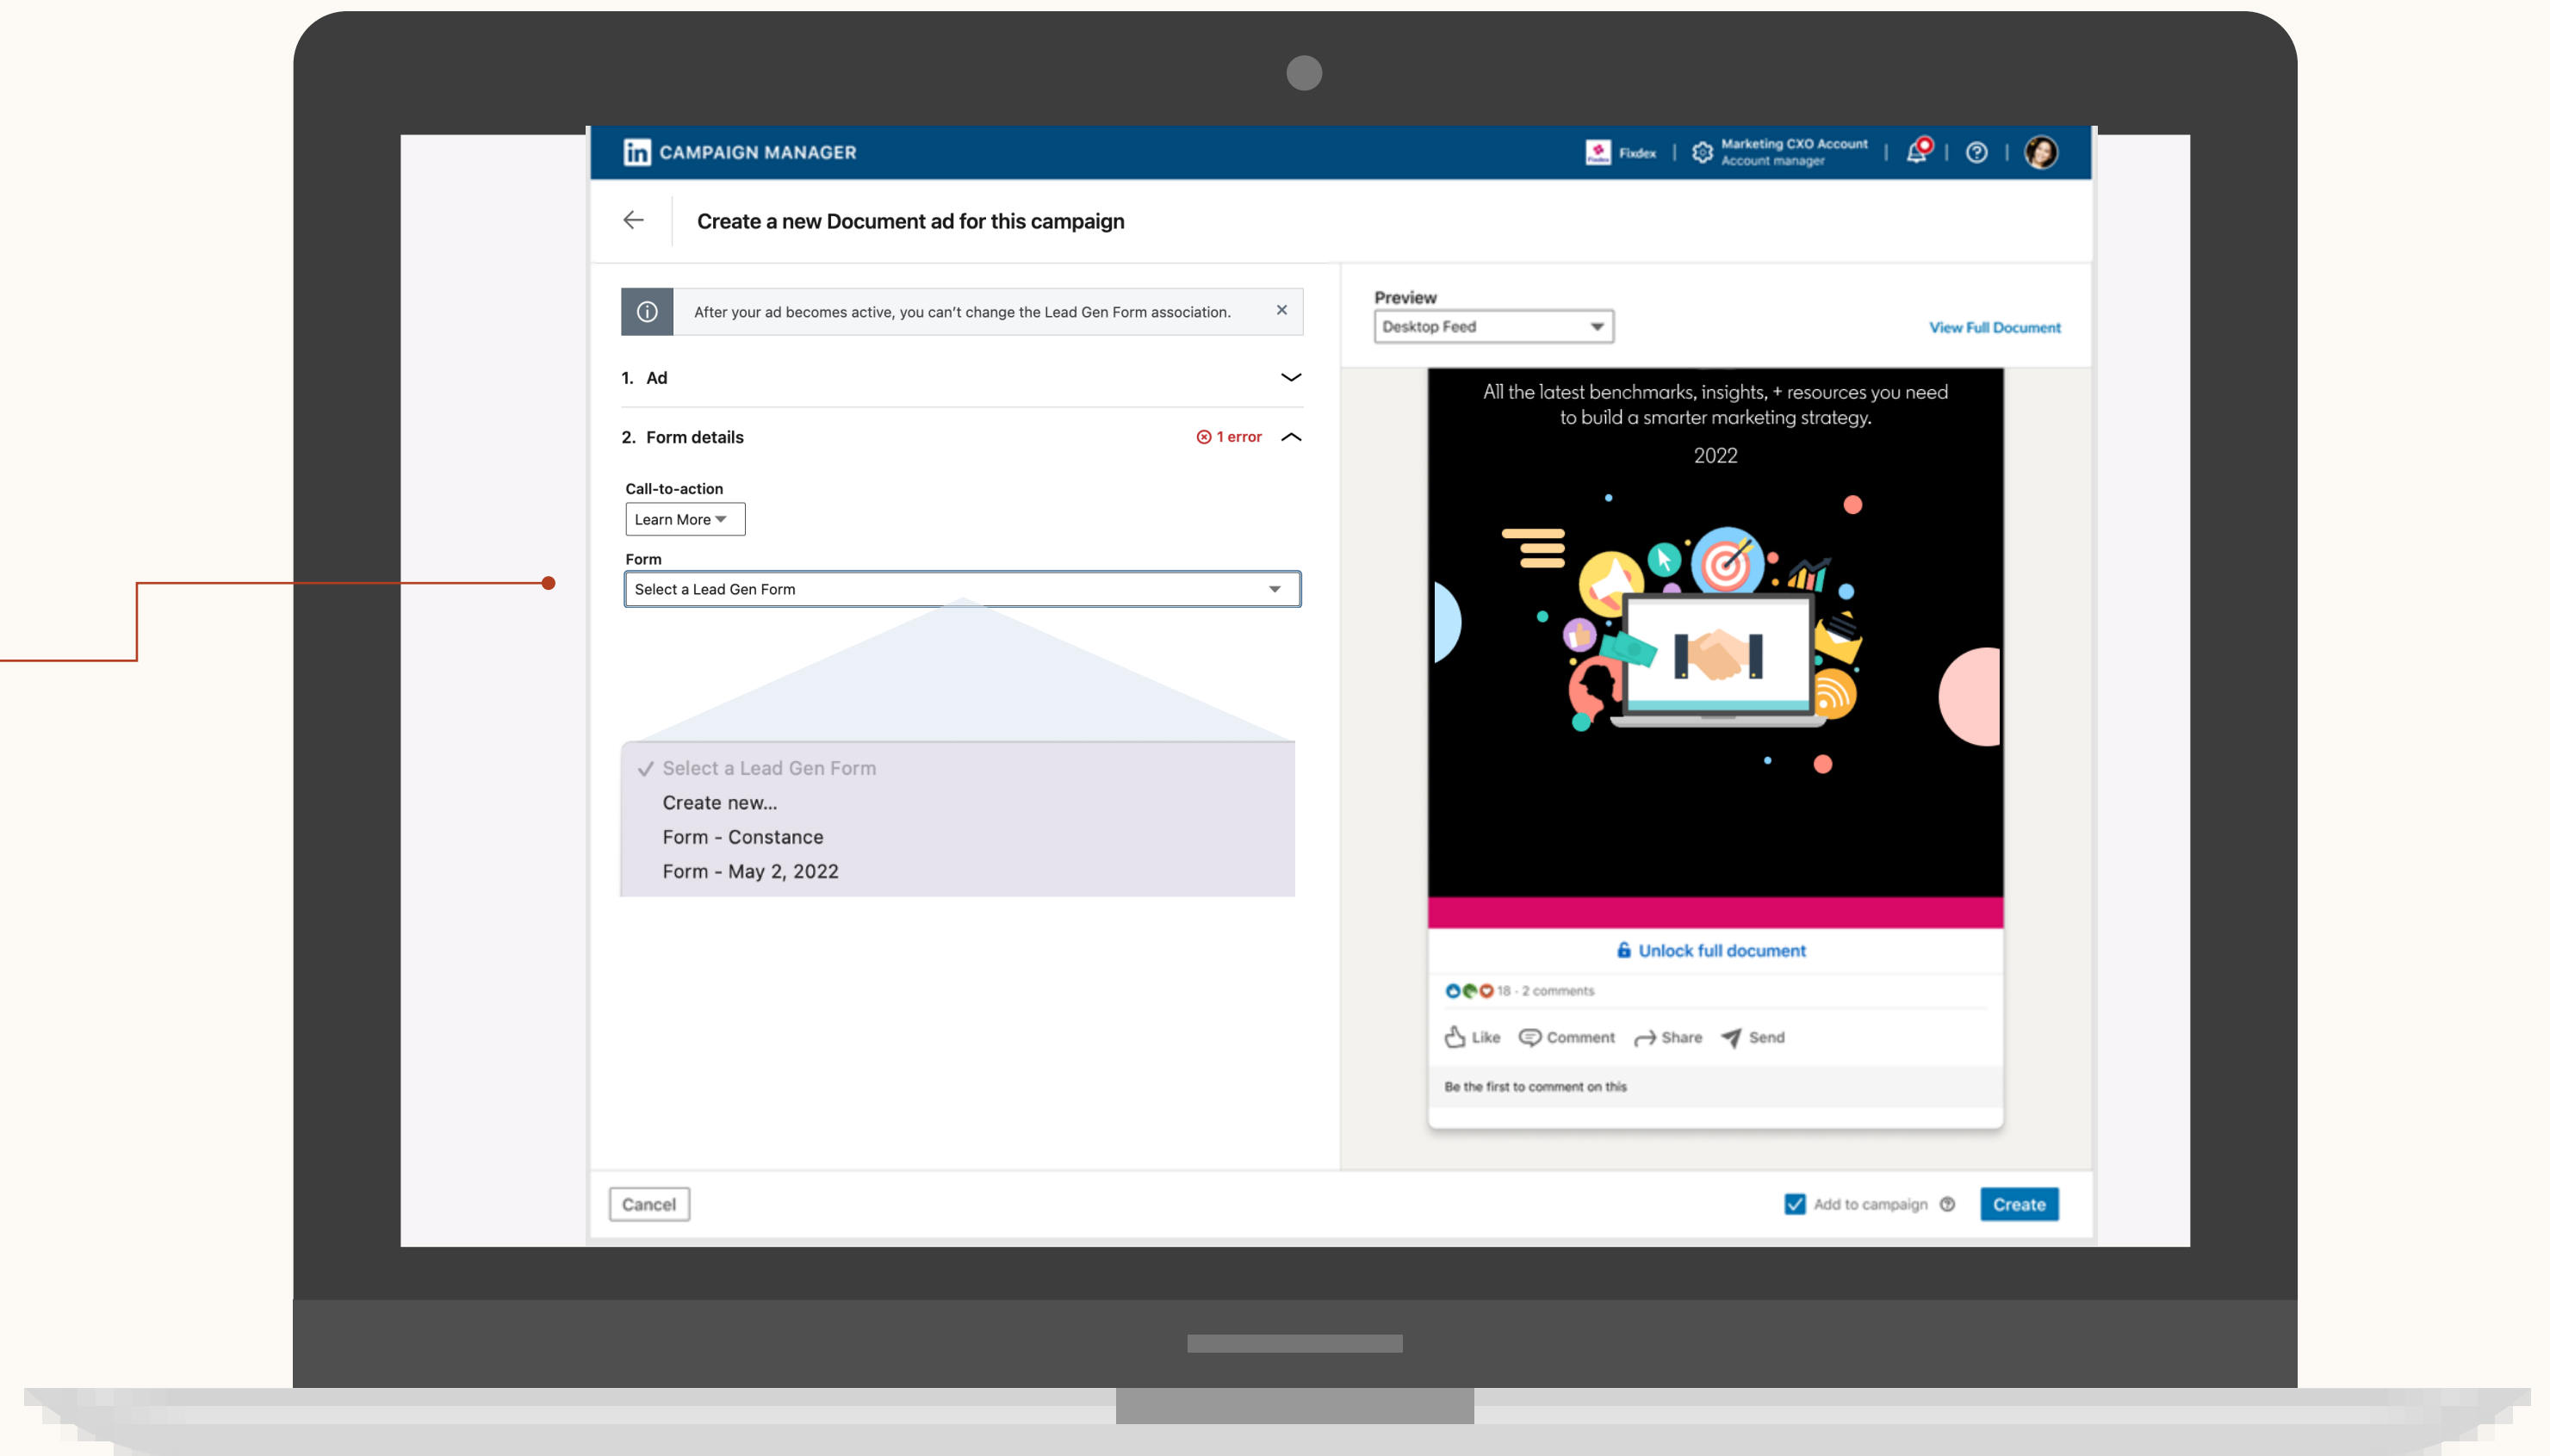 in CAMPAIGN MANAGER
Fixdex
Marketing CXO Account
Account manager
Create a new Document ad for this campaign
After your ad becomes active, you can’t change the Lead Gen Form association.
1. Ad
2. Form details
1 error
Call-to-action
Learn More
Form
Select a Lead Gen Form
Select a Lead Gen Form
Create new...
Form - Constance
Form - May 2, 2022
Preview
Desktop Feed
View Full Document
All the latest benchmarks, insights, + resources you need
to build a smarter marketing strategy.
2022
Unlock full document
18 · 2 comments
Like
Comment
Share
Send
Be the first to comment on this
Cancel
Add to campaign
Create